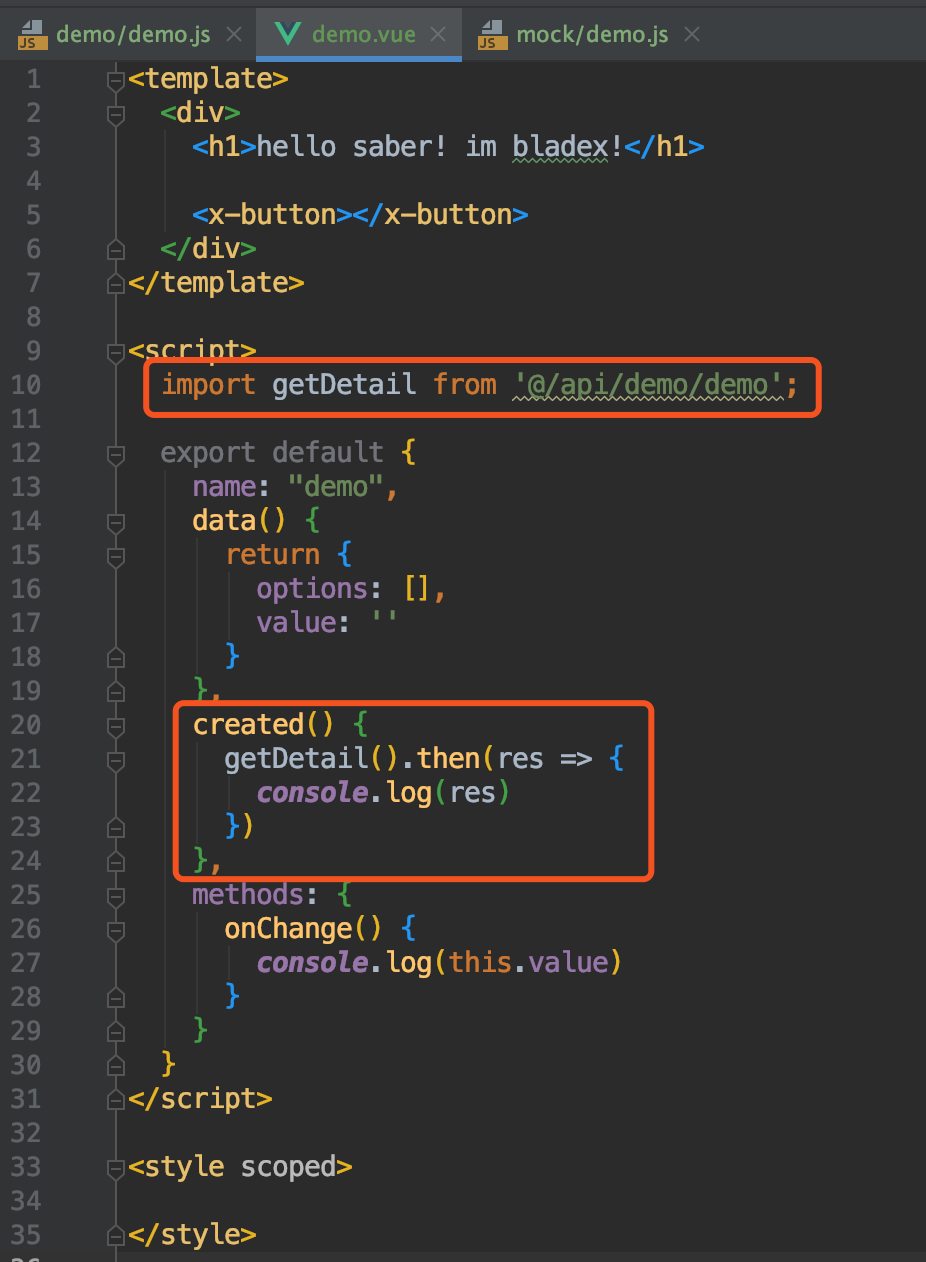 demo/demo.js demo.vue mock/demo.js
1 <template>
2   <div>
3     <h1>hello saber! im bladex!</h1>
4
5     <x-button></x-button>
6   </div>
7 </template>
8
9 <script>
10   import getDetail from '@/api/demo/demo';
11
12   export default {
13     name: "demo",
14     data() {
15       return {
16         options: [],
17         value: ''
18       }
19     },
20     created() {
21       getDetail().then(res => {
22         console.log(res)
23       })
24     },
25     methods: {
26       onChange() {
27         console.log(this.value)
28       }
29     }
30   }
31 </script>
32
33 <style scoped>
34
35 </style>